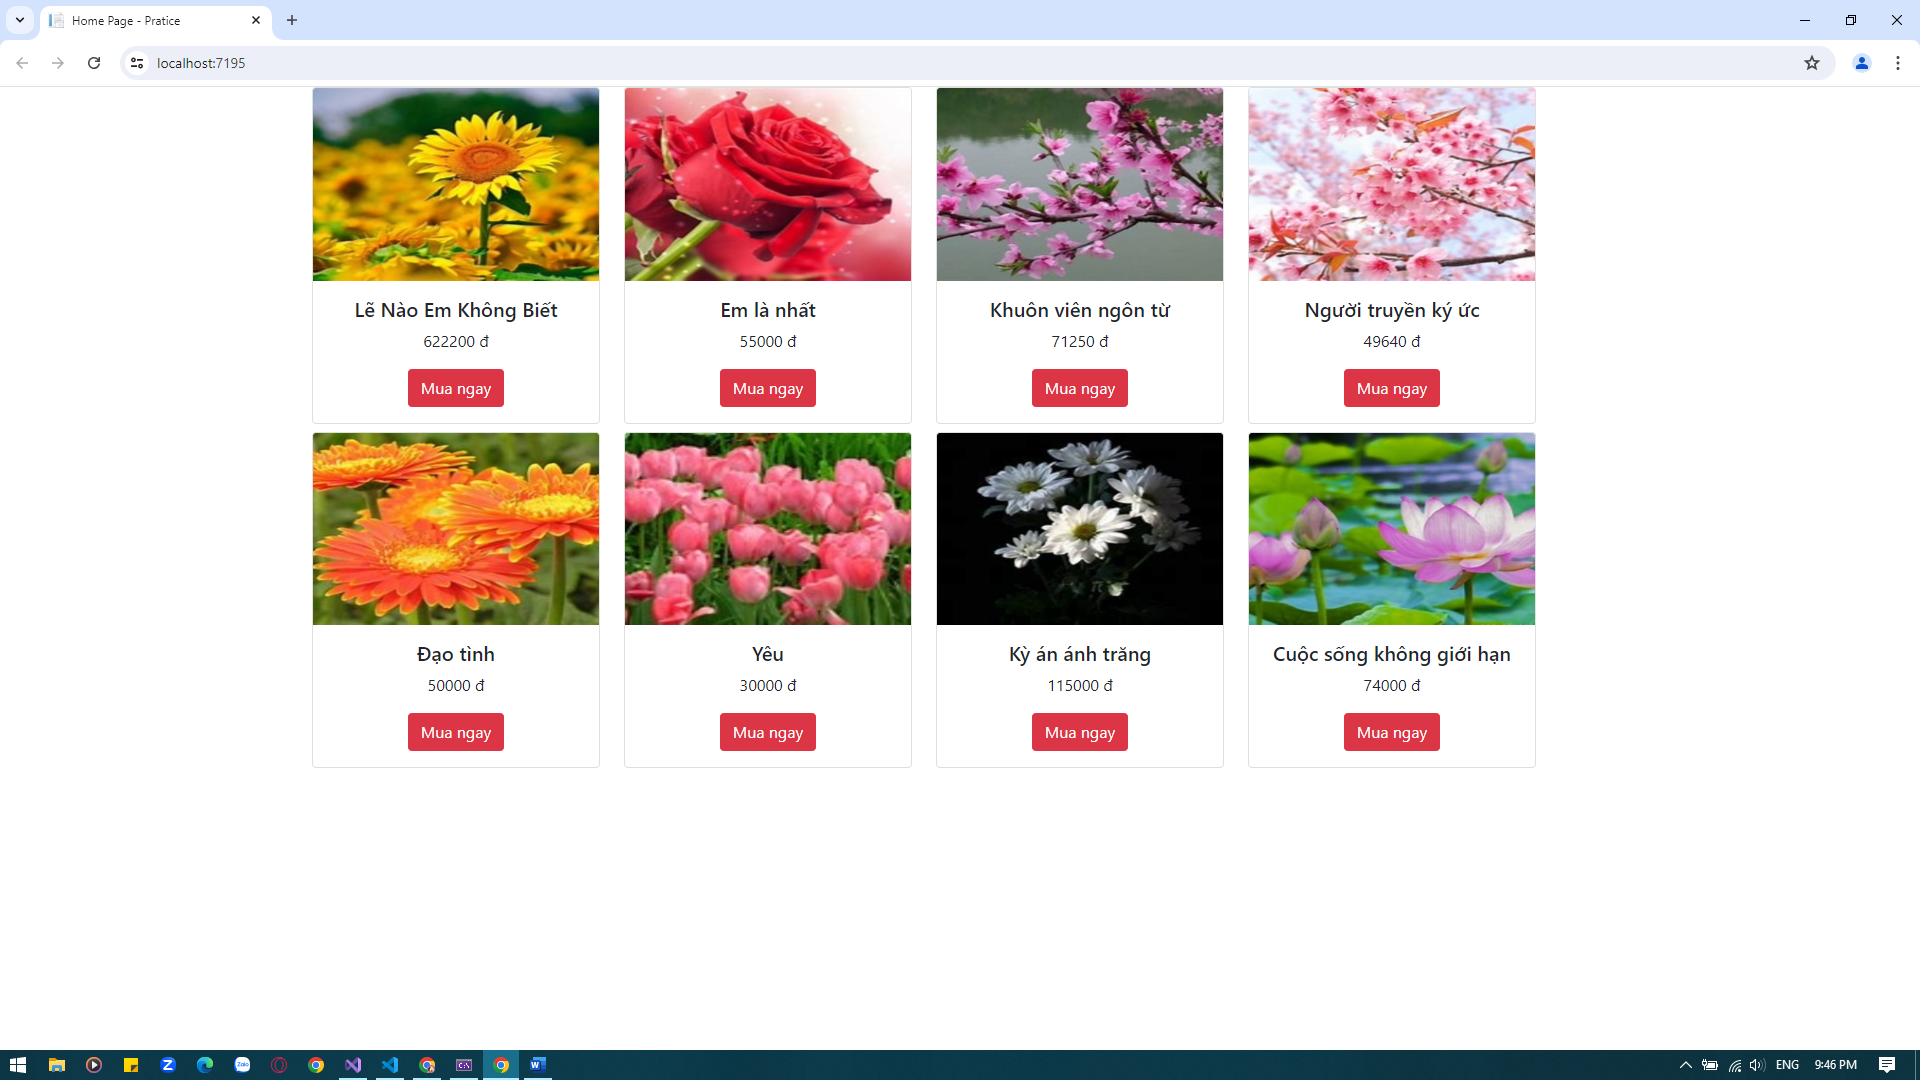 Home Page - Pratice
localhost:7195
Lẽ Nào Em Không Biết
622200 đ
Mua ngay
Em là nhất
55000 đ
Mua ngay
Khuôn viên ngôn từ
71250 đ
Mua ngay
Người truyền ký ức
49640 đ
Mua ngay
Đạo tình
50000 đ
Mua ngay
Yêu
30000 đ
Mua ngay
Kỳ án ánh trăng
115000 đ
Mua ngay
Cuộc sống không giới hạn
74000 đ
Mua ngay
ENG
9:46 PM